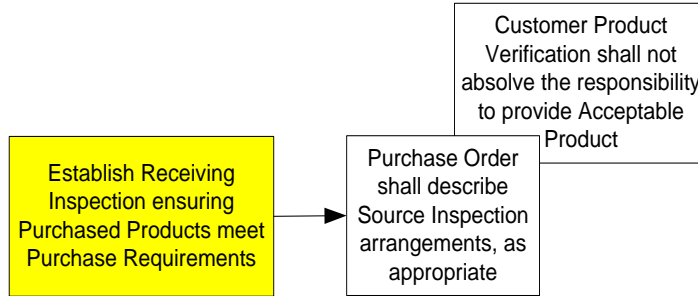 Customer Product
Verification shall not
absolve the responsibility
to provide Acceptable
Product
Establish Receiving
Inspection ensuring
Purchased Products meet
Purchase Requirements
Purchase Order
shall describe
Source Inspection
arrangements, as
appropriate